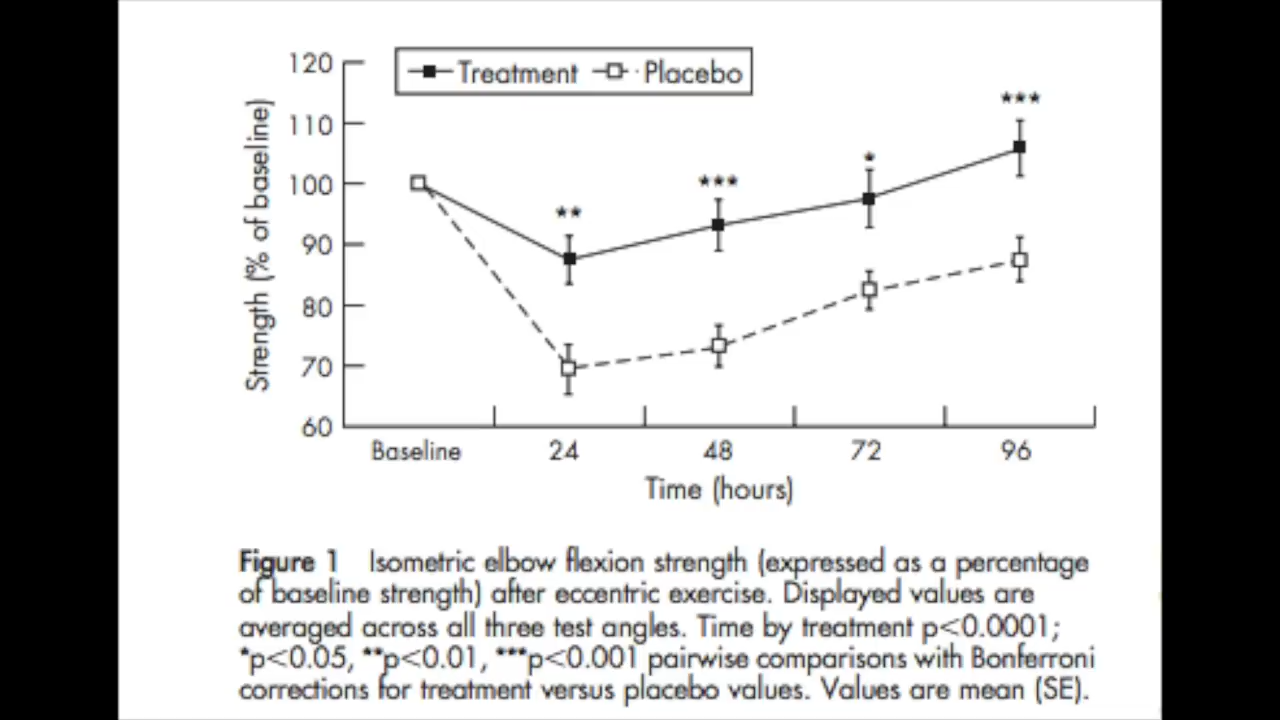 120
Treatment Placebo
***
110
*
100
***
**
90
80
70
60
Strength (% of baseline)
Baseline 24 48 72 96
Time (hours)
Figure 1 Isometric elbow flexion strength (expressed as a percentage
of baseline strength) after eccentric exercise. Displayed values are
averaged across all three test angles. Time by treatment p<0.0001;
*p<0.05, **p<0.01, ***p<0.001 pairwise comparisons with Bonferroni
corrections for treatment versus placebo values. Values are mean (SE).